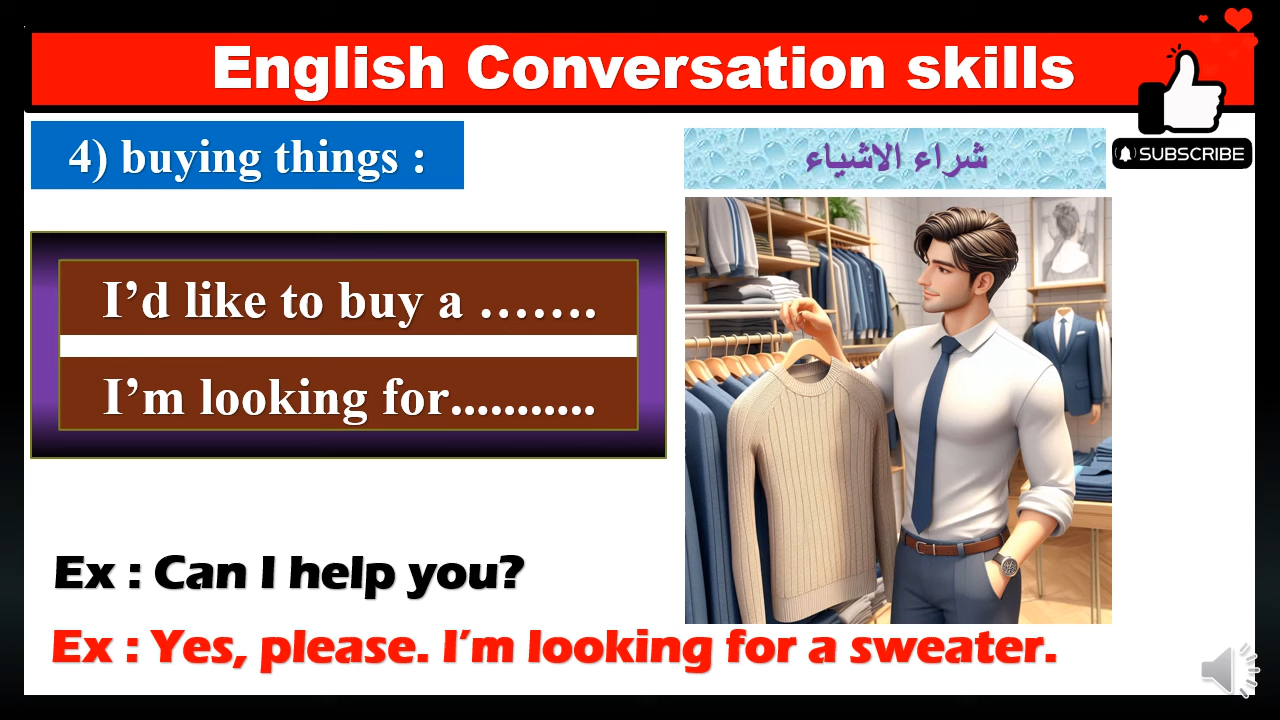 English Conversation skills
4) buying things :
شراء الاشياء
SUBSCRIBE
I’d like to buy a .......
I’m looking for...........
Ex : Can I help you?
Ex : Yes, please. I’m looking for a sweater.